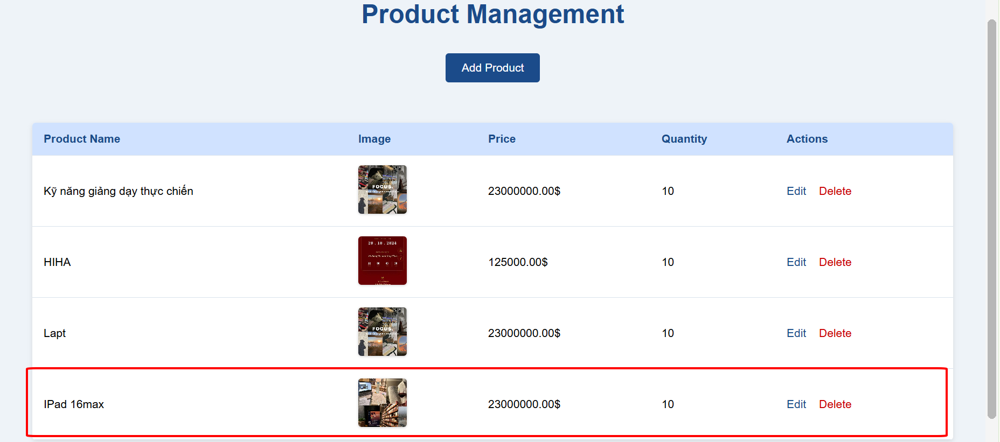 Product Management
Add Product
Product Name Image Price Quantity Actions
FOCUS.
Kỹ năng giảng dạy thực chiến 23000000.00$ 10 Edit Delete
20 . 10 . 2024
HIHA 125000.00$ 10 Edit Delete
FOCUS.
Lapt 23000000.00$ 10 Edit Delete
IPad 16max 23000000.00$ 10 Edit Delete